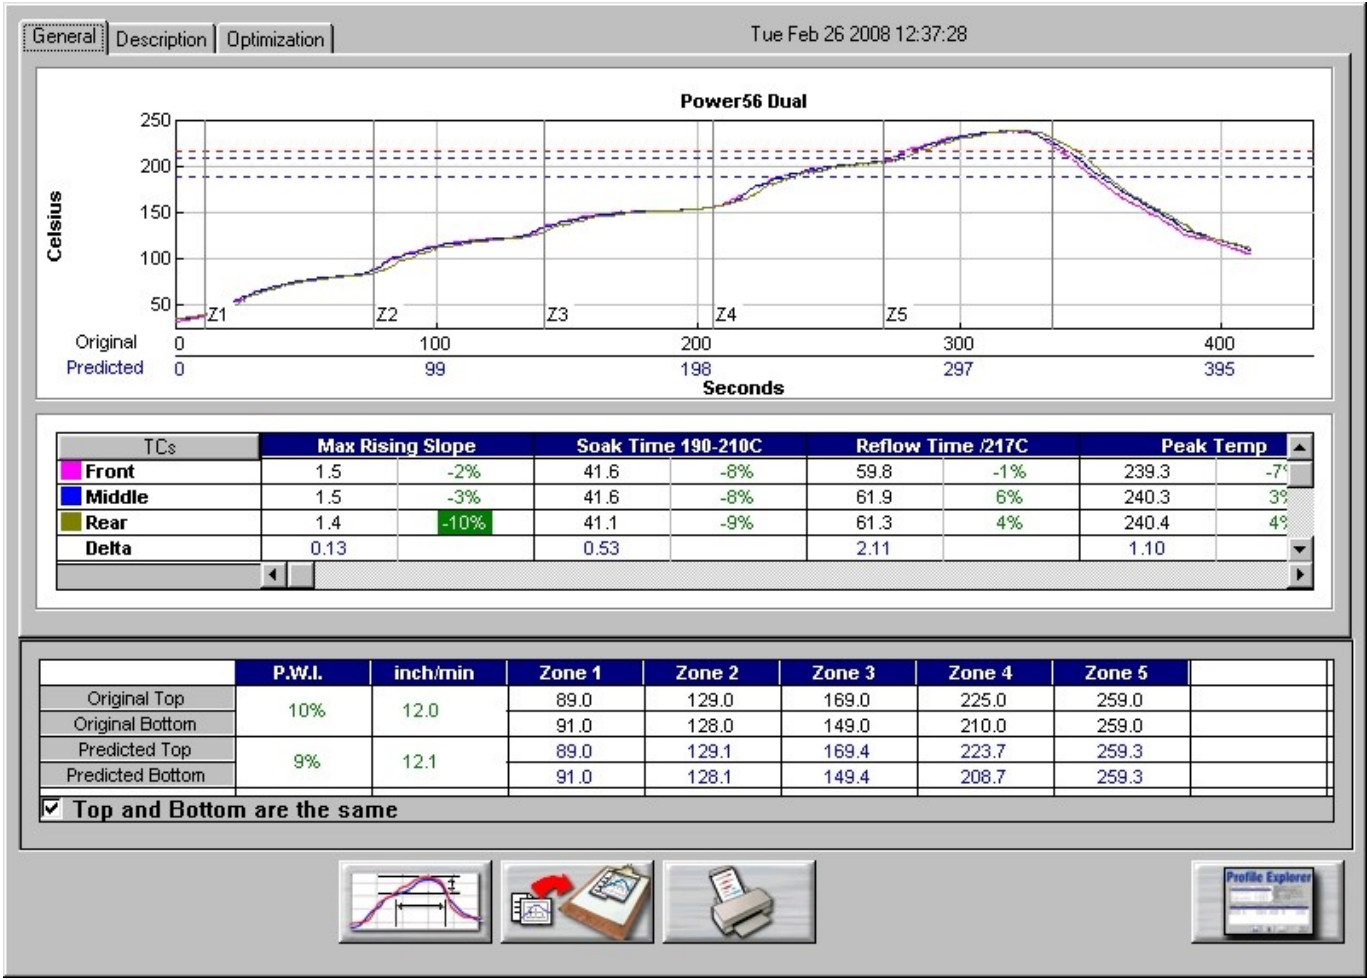 General Description Optimization Tue Feb 26 2008 12:37:28
Power56 Dual
250
200
150
100
50
Celsius
Z1 Z2 Z3 Z4 Z5
Original 0 100 200 300 400
Predicted 0 99 198 297 395
Seconds
TCs Max Rising Slope Soak Time 190-210C Reflow Time /217C Peak Temp
Front 1.5 -2% 41.6 -8% 59.8 -1% 239.3 -7%
Middle 1.5 -3% 41.6 -8% 61.9 6% 240.3 3%
Rear 1.4 -10% 41.1 -9% 61.3 4% 240.4 4%
Delta 0.13 0.53 2.11 1.10
P.W.I. inch/min Zone 1 Zone 2 Zone 3 Zone 4 Zone 5
Original Top 10% 12.0 89.0 129.0 169.0 225.0 259.0
Original Bottom 91.0 128.0 149.0 210.0 259.0
Predicted Top 9% 12.1 89.0 129.1 169.4 223.7 259.3
Predicted Bottom 91.0 128.1 149.4 208.7 259.3
Top and Bottom are the same
Profile Explorer